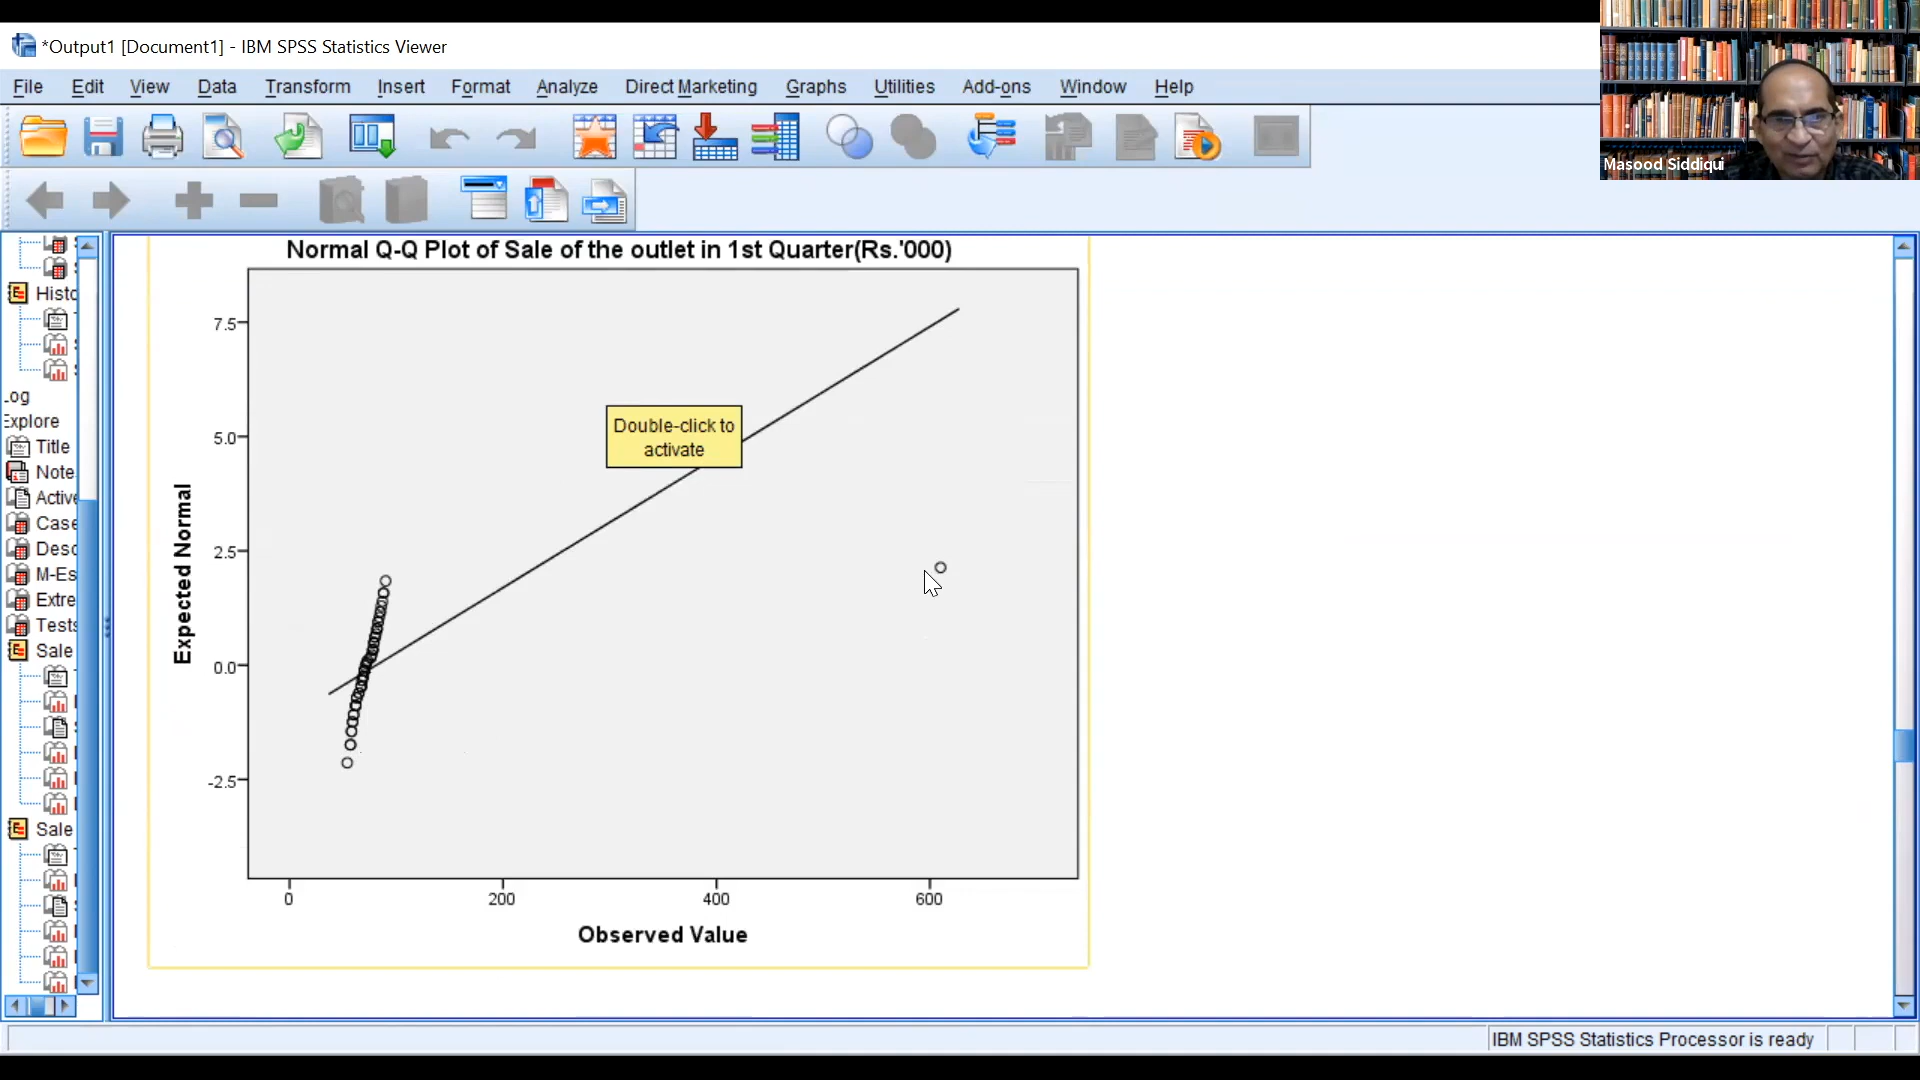 *Output1 [Document1] - IBM SPSS Statistics Viewer
File Edit View Data Transform Insert Format Analyze Direct Marketing Graphs Utilities Add-ons Window Help
Masood Siddiqui
Histo
Log
Explore
Title
Note
Active
Case
Desc
M-Es
Extre
Tests
Sale
Sale
Normal Q-Q Plot of Sale of the outlet in 1st Quarter(Rs.'000)
Expected Normal
7.5
5.0
2.5
0.0
-2.5
Double-click to
activate
0 200 400 600
Observed Value
IBM SPSS Statistics Processor is ready